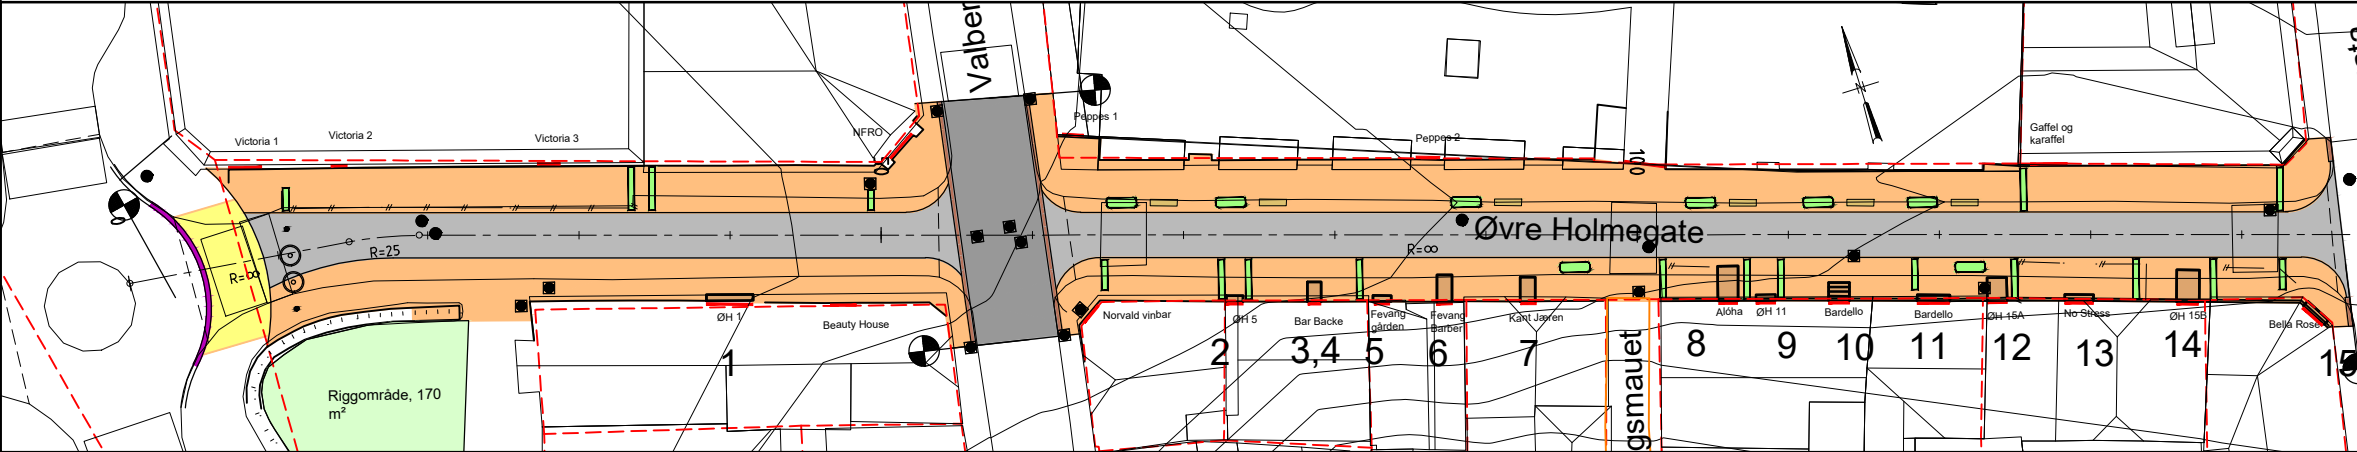 Valber
Peppes 1
Victoria 1
Victoria 2
Victoria 3
NFRO
Peppes 2
100
Gaffel og
karaffel
N
0
0
R=25
R=∞
R=∞
Øvre Holmegate
ØH 1
Beauty House
Norvald vinbar
ØH 5
Bar Backe
Fevang
gården
Fevang
Barber
Kant Jæren
Alóha
ØH 11
Bardello
Bardello
ØH 15A
No Stress
ØH 15B
Bella Rose
1
2
3,4
5
6
7
gsmauet
8
9
10
11
12
13
14
15
Riggområde, 170
m²